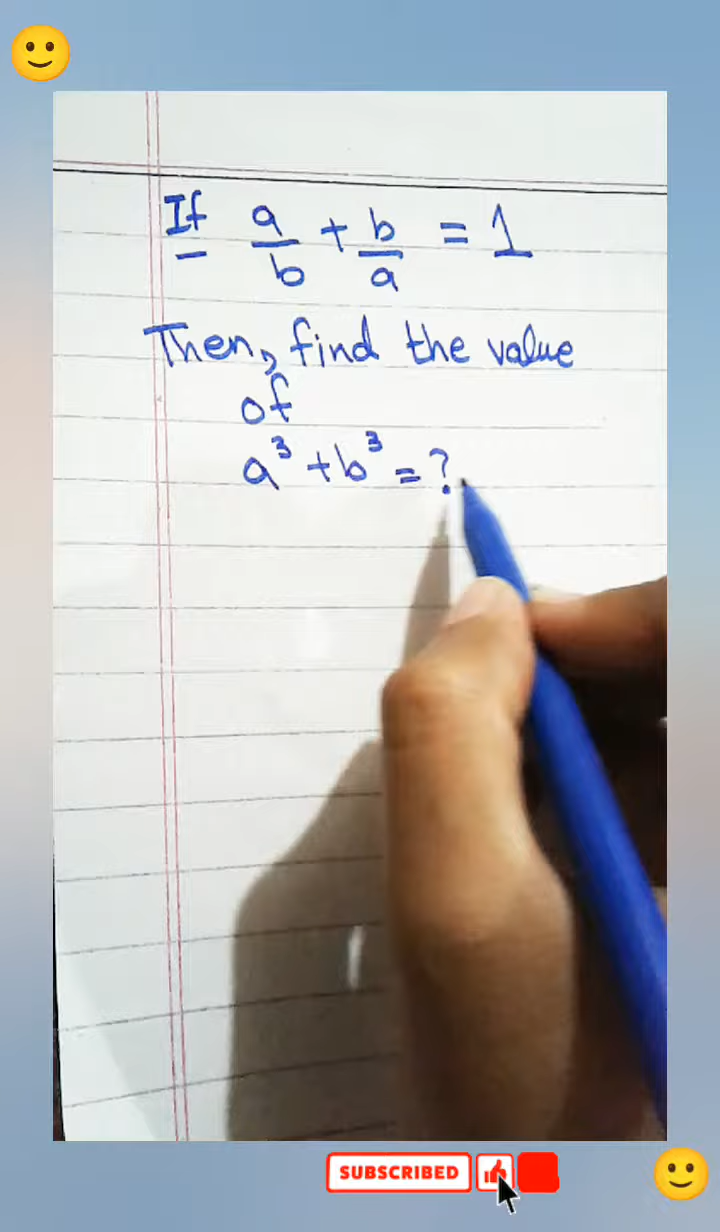 If a/b + b/a = 1
Then, find the value
of
a³ + b³ = ?
SUBSCRIBED